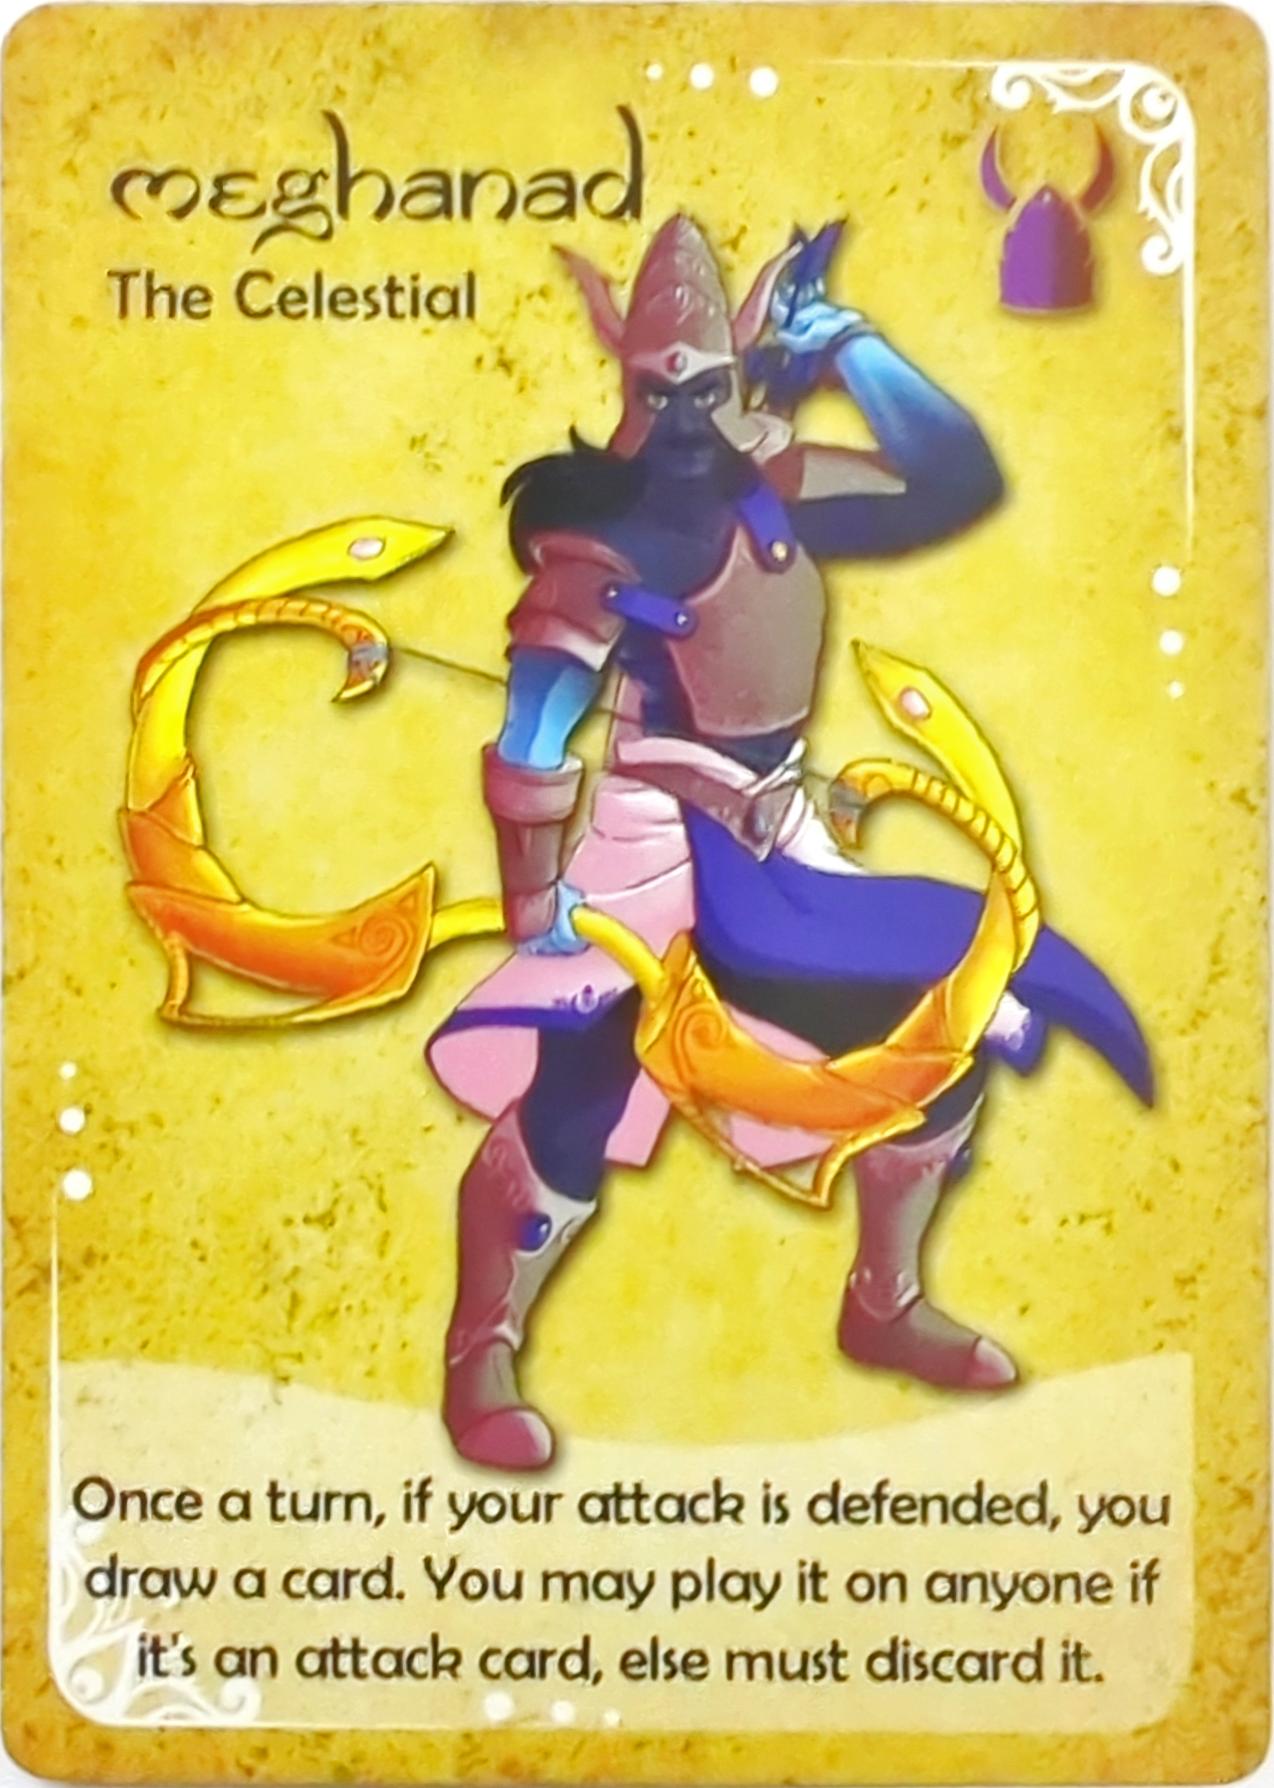 meghanad
The Celestial
Once a turn, if your attack is defended, you
draw a card. You may play it on anyone if
it's an attack card, else must discard it.